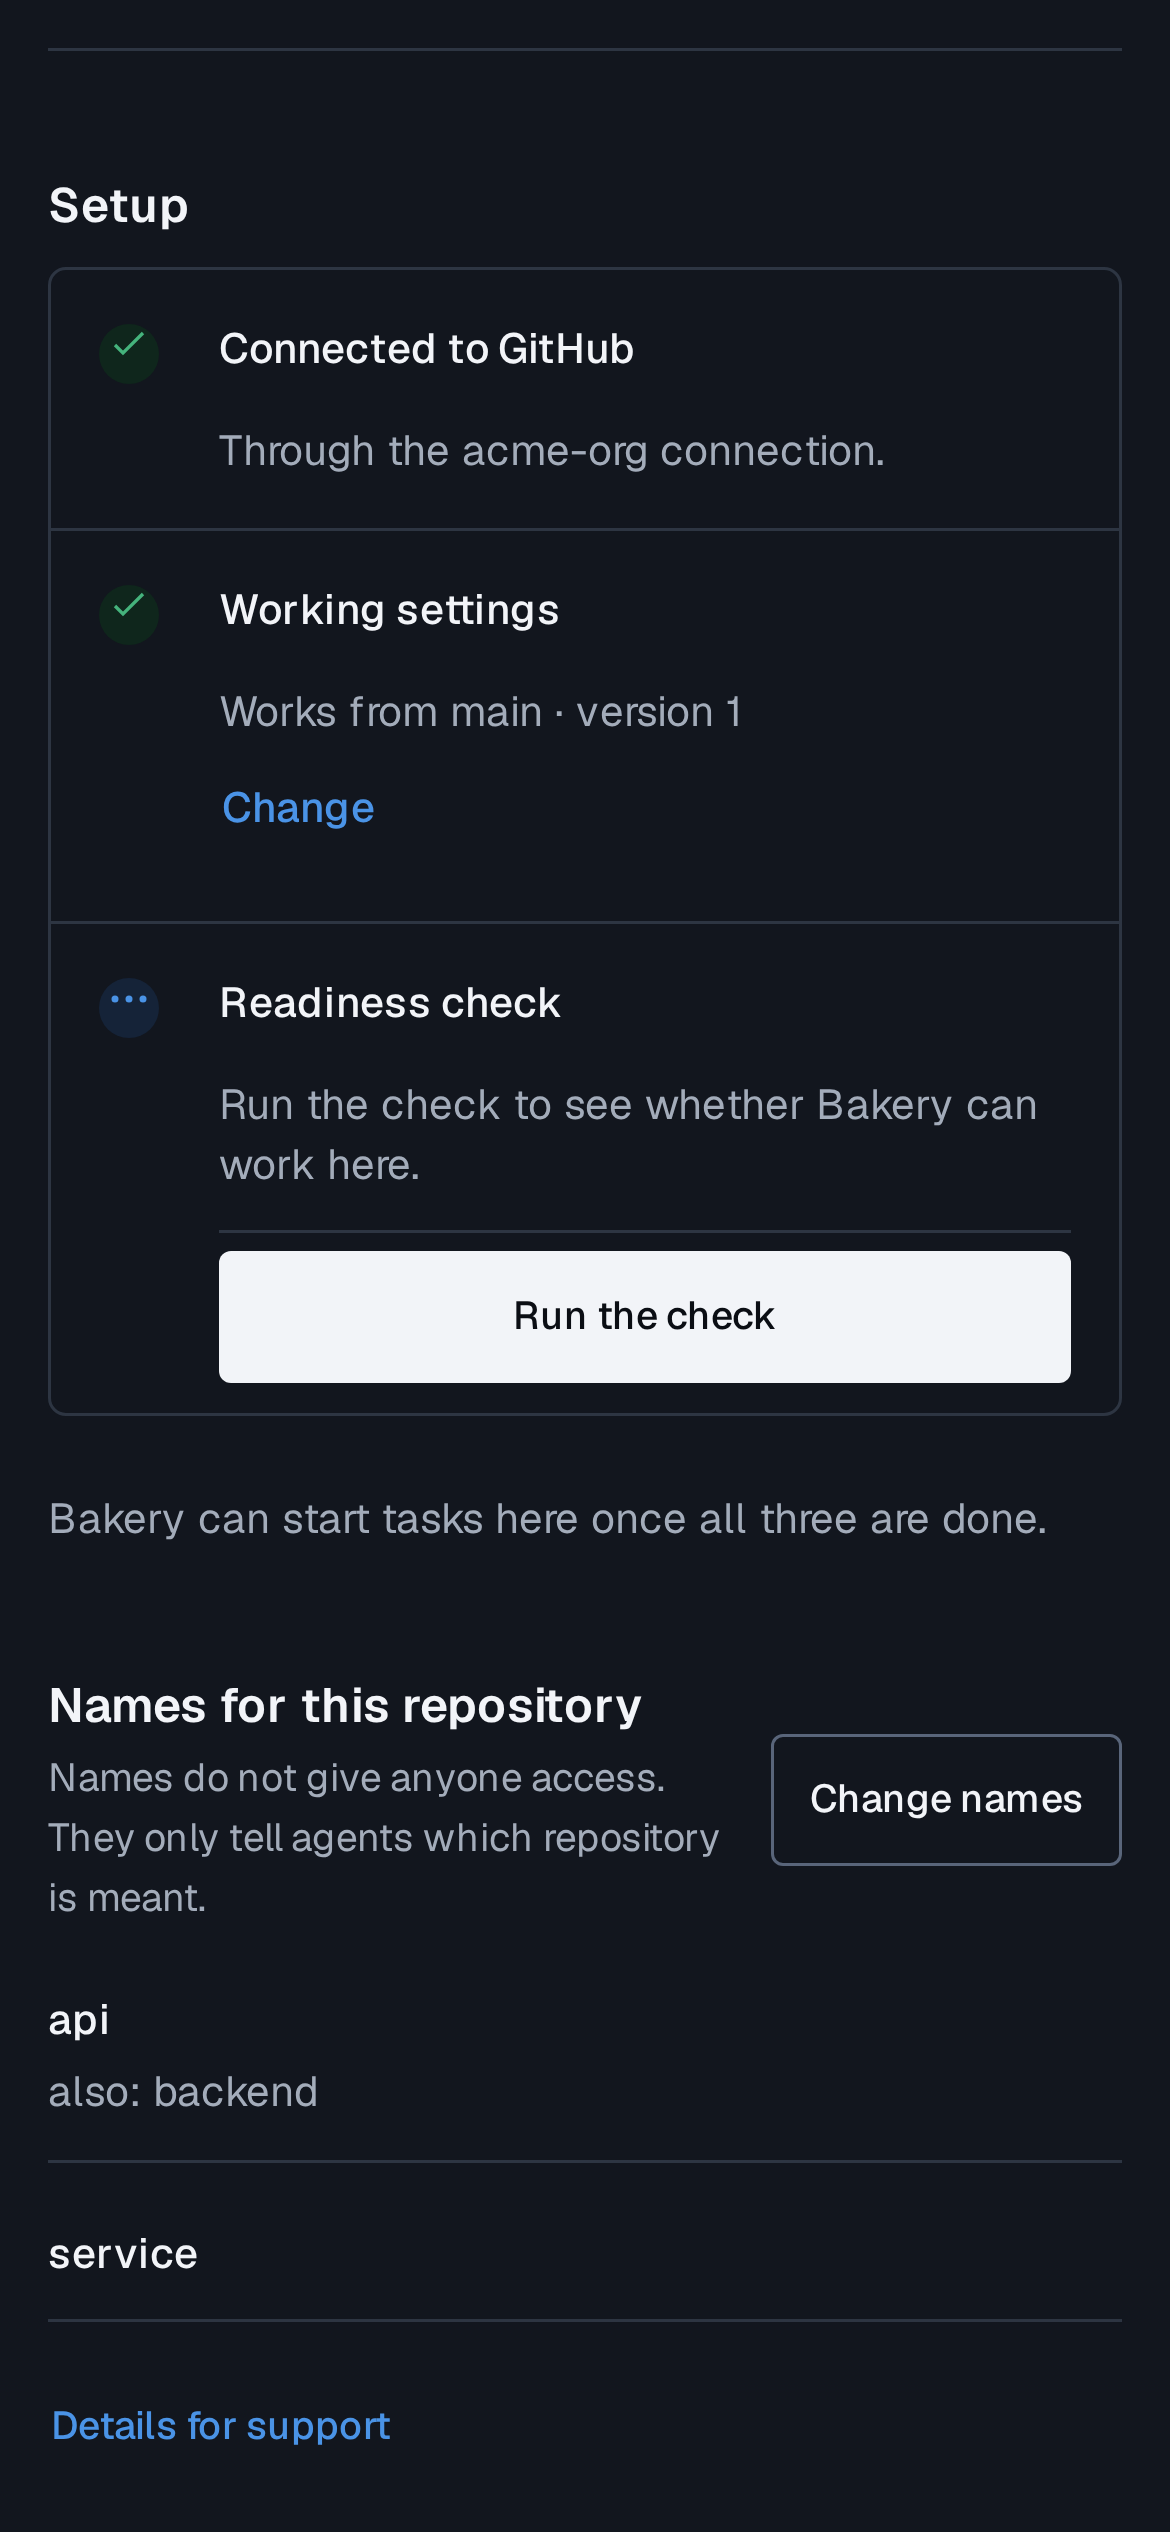 Setup
Connected to GitHub
Through the acme-org connection.
Working settings
Works from main · version 1
Change
Readiness check
Run the check to see whether Bakery can
work here.
Run the check
Bakery can start tasks here once all three are done.
Names for this repository
Names do not give anyone access.
They only tell agents which repository
is meant.
Change names
api
also: backend
service
Details for support